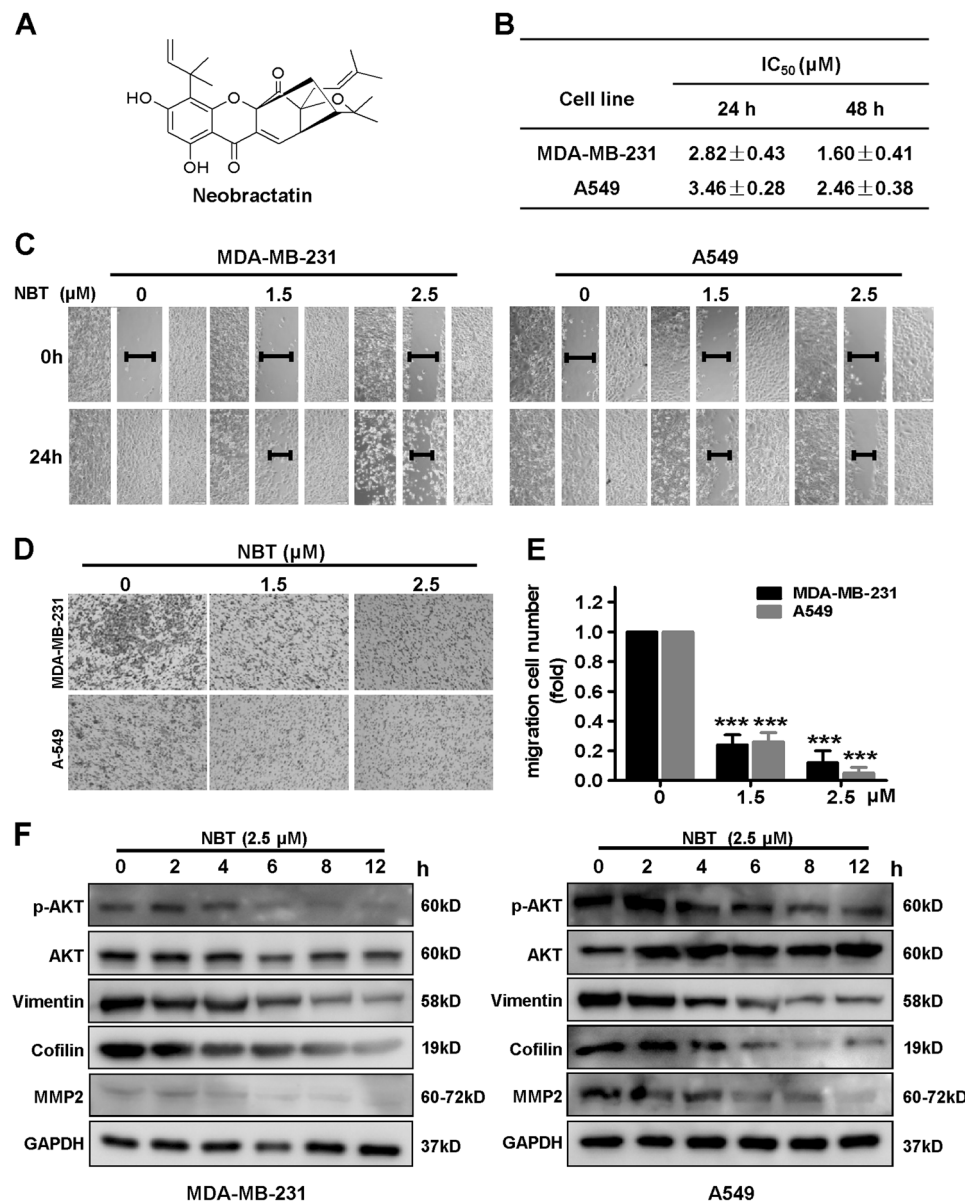 A
HO
O
O
O
OH
O
Neobractatin
B
IC50 (μM)
Cell line
24 h 48 h
MDA-MB-231 2.82±0.43 1.60±0.41
A549 3.46±0.28 2.46±0.38
C
MDA-MB-231 A549
NBT (μM) 0 1.5 2.5 0 1.5 2.5
0h
24h
D
NBT (μM)
0 1.5 2.5
MDA-MB-231
A-549
E
MDA-MB-231
A549
migration cell number
(fold)
1.2
1.0
0.8
0.6
0.4
0.2
0.0
*** *** *** ***
0 1.5 2.5 μM
F
NBT (2.5 μM)
0 2 4 6 8 12 h
p-AKT 60kD
AKT 60kD
Vimentin 58kD
Cofilin 19kD
MMP2 60-72kD
GAPDH 37kD
MDA-MB-231
NBT (2.5 μM)
0 2 4 6 8 12 h
p-AKT 60kD
AKT 60kD
Vimentin 58kD
Cofilin 19kD
MMP2 60-72kD
GAPDH 37kD
A549